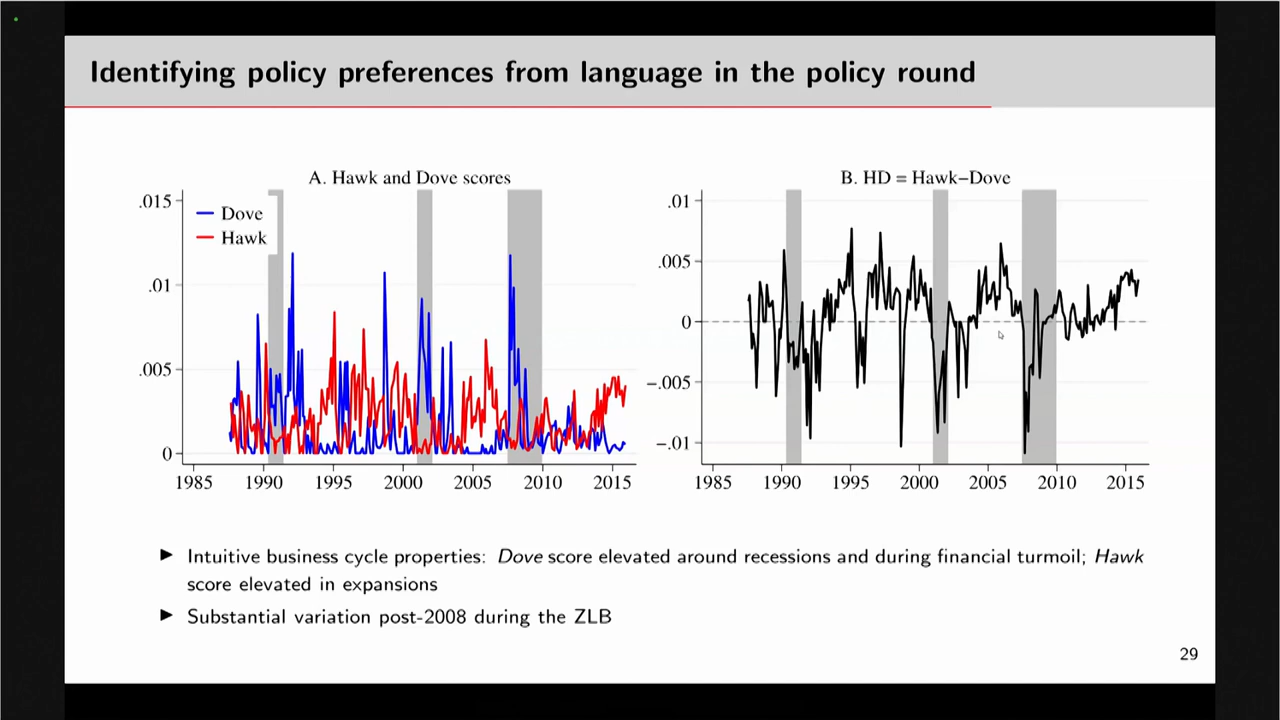 Identifying policy preferences from language in the policy round
A. Hawk and Dove scores
.015
.01
.005
0
Dove
Hawk
1985 1990 1995 2000 2005 2010 2015
B. HD = Hawk−Dove
.01
.005
0
−.005
−.01
1985 1990 1995 2000 2005 2010 2015
▶ Intuitive business cycle properties: Dove score elevated around recessions and during financial turmoil; Hawk
score elevated in expansions
▶ Substantial variation post-2008 during the ZLB
29